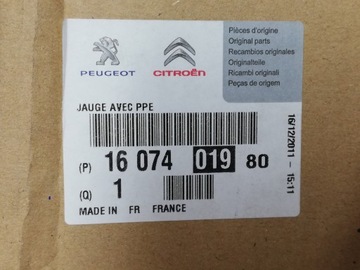 PEUGEOT
CITROËN
Pièces d'origine
Original parts
Recambios originales
Originalteile
Ricambi originali
Peças de origem
JAUGE AVEC PPE
(P) 16 074 019 80
(Q) 1
MADE IN FR FRANCE
16/12/2011 - 15:11